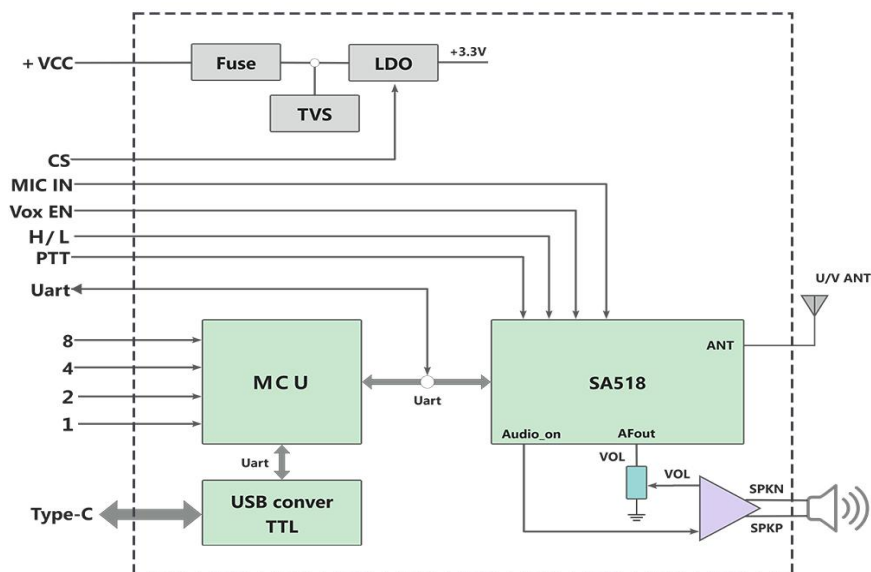 + VCC
Fuse
LDO
+3.3V
TVS
CS
MIC IN
Vox EN
H/L
PTT
Uart
U/V ANT
8
4
2
1
MCU
Uart
SA518
ANT
Audio_on
AFout
Uart
VOL
VOL
SPKN
SPKP
Type-C
USB conver
TTL